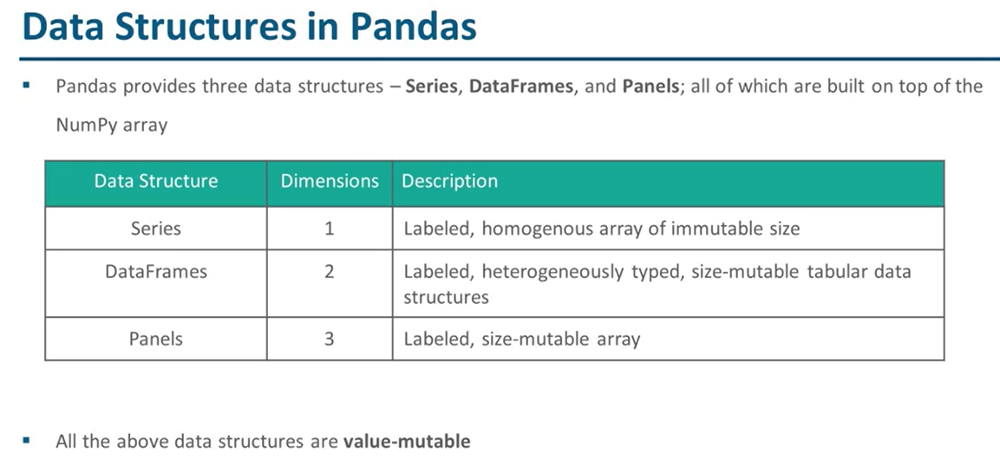 Data Structures in Pandas
▪ Pandas provides three data structures – Series, DataFrames, and Panels; all of which are built on top of the
NumPy array
Data Structure Dimensions Description
Series 1 Labeled, homogenous array of immutable size
DataFrames 2 Labeled, heterogeneously typed, size-mutable tabular data
structures
Panels 3 Labeled, size-mutable array
▪ All the above data structures are value-mutable